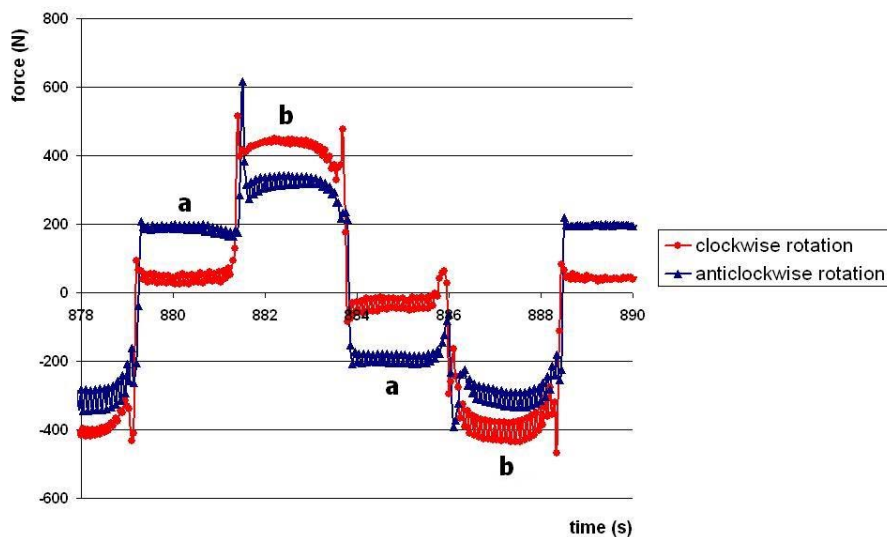 force (N)
800
600
400
200
0
-200
-400
-600
878
880
882
884
886
888
890
a
b
a
b
time (s)
clockwise rotation
anticlockwise rotation